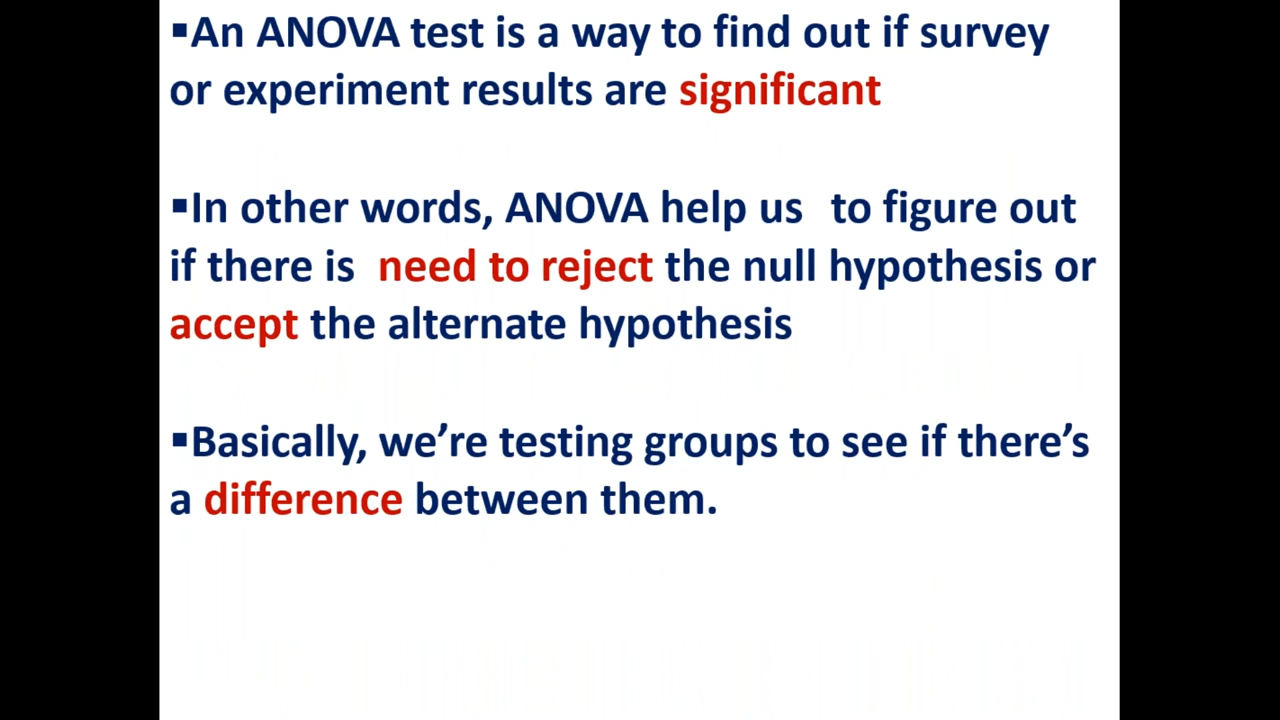 ▪An ANOVA test is a way to find out if survey
or experiment results are significant
▪In other words, ANOVA help us to figure out
if there is need to reject the null hypothesis or
accept the alternate hypothesis
▪Basically, we’re testing groups to see if there’s
a difference between them.